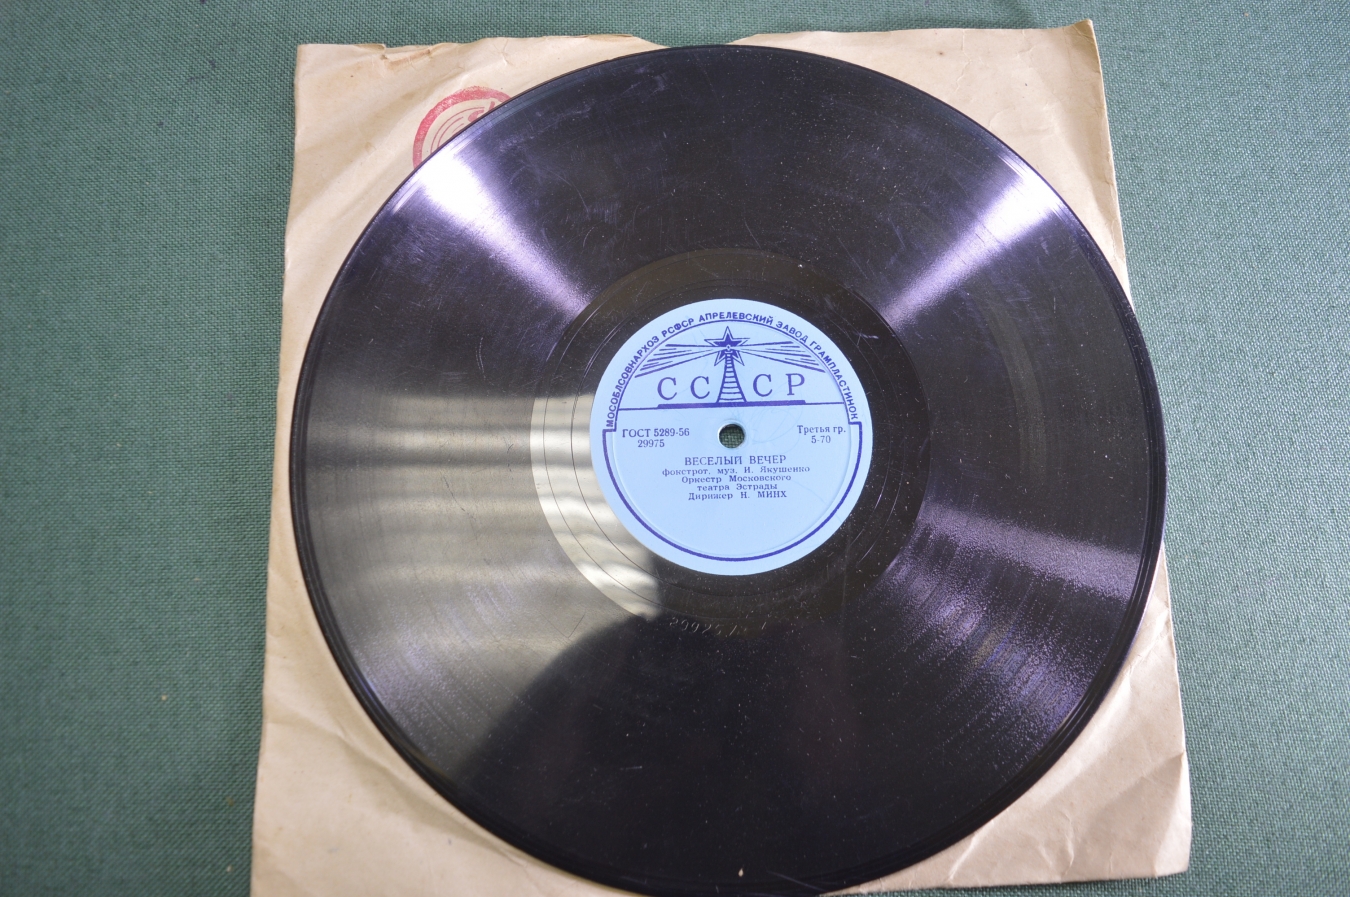 МОСОБЛСОВНАРХОЗ РСФСР АПРЕЛЕВСКИЙ ЗАВОД ГРАМПЛАСТИНОК
СССР
ГОСТ 5289-56
29975
Третья гр.
5-70
ВЕСЕЛЫЙ ВЕЧЕР
фокстрот, муз. И. Якушенко
Оркестр Московского
театра Эстрады
Дирижер Н. МИНХ